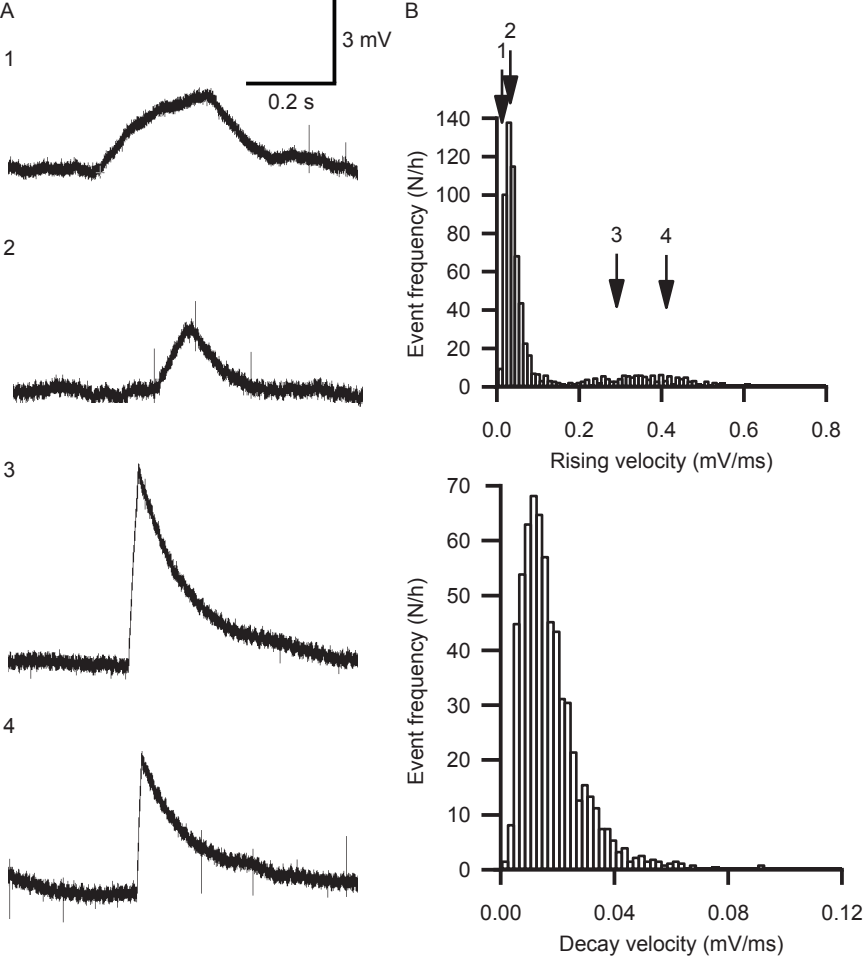 A
1
3 mV
0.2 s
2
3
4
B
1
2
3
4
Event frequency (N/h)
140
120
100
80
60
40
20
0
0.0 0.2 0.4 0.6 0.8
Rising velocity (mV/ms)
Event frequency (N/h)
70
60
50
40
30
20
10
0
0.00 0.04 0.08 0.12
Decay velocity (mV/ms)